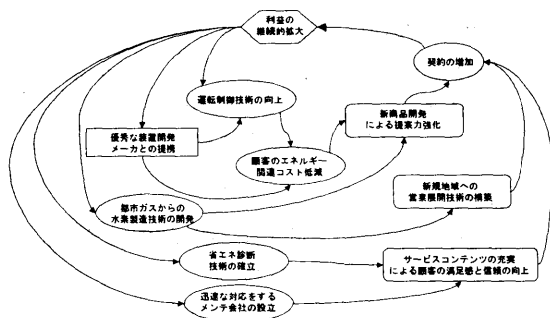 利益の
継続的拡大
契約の増加
運転制御技術の向上
新商品開発
による提案力強化
優秀な装置開発
メーカとの提携
顧客のエネルギー
関連コスト低減
新規地域への
営業展開技術の構築
都市ガスからの
水素製造技術の開発
省エネ診断
技術の確立
サービスコンテンツの充実
による顧客の満足感と信頼の向上
迅速な対応をする
メンテ会社の設立